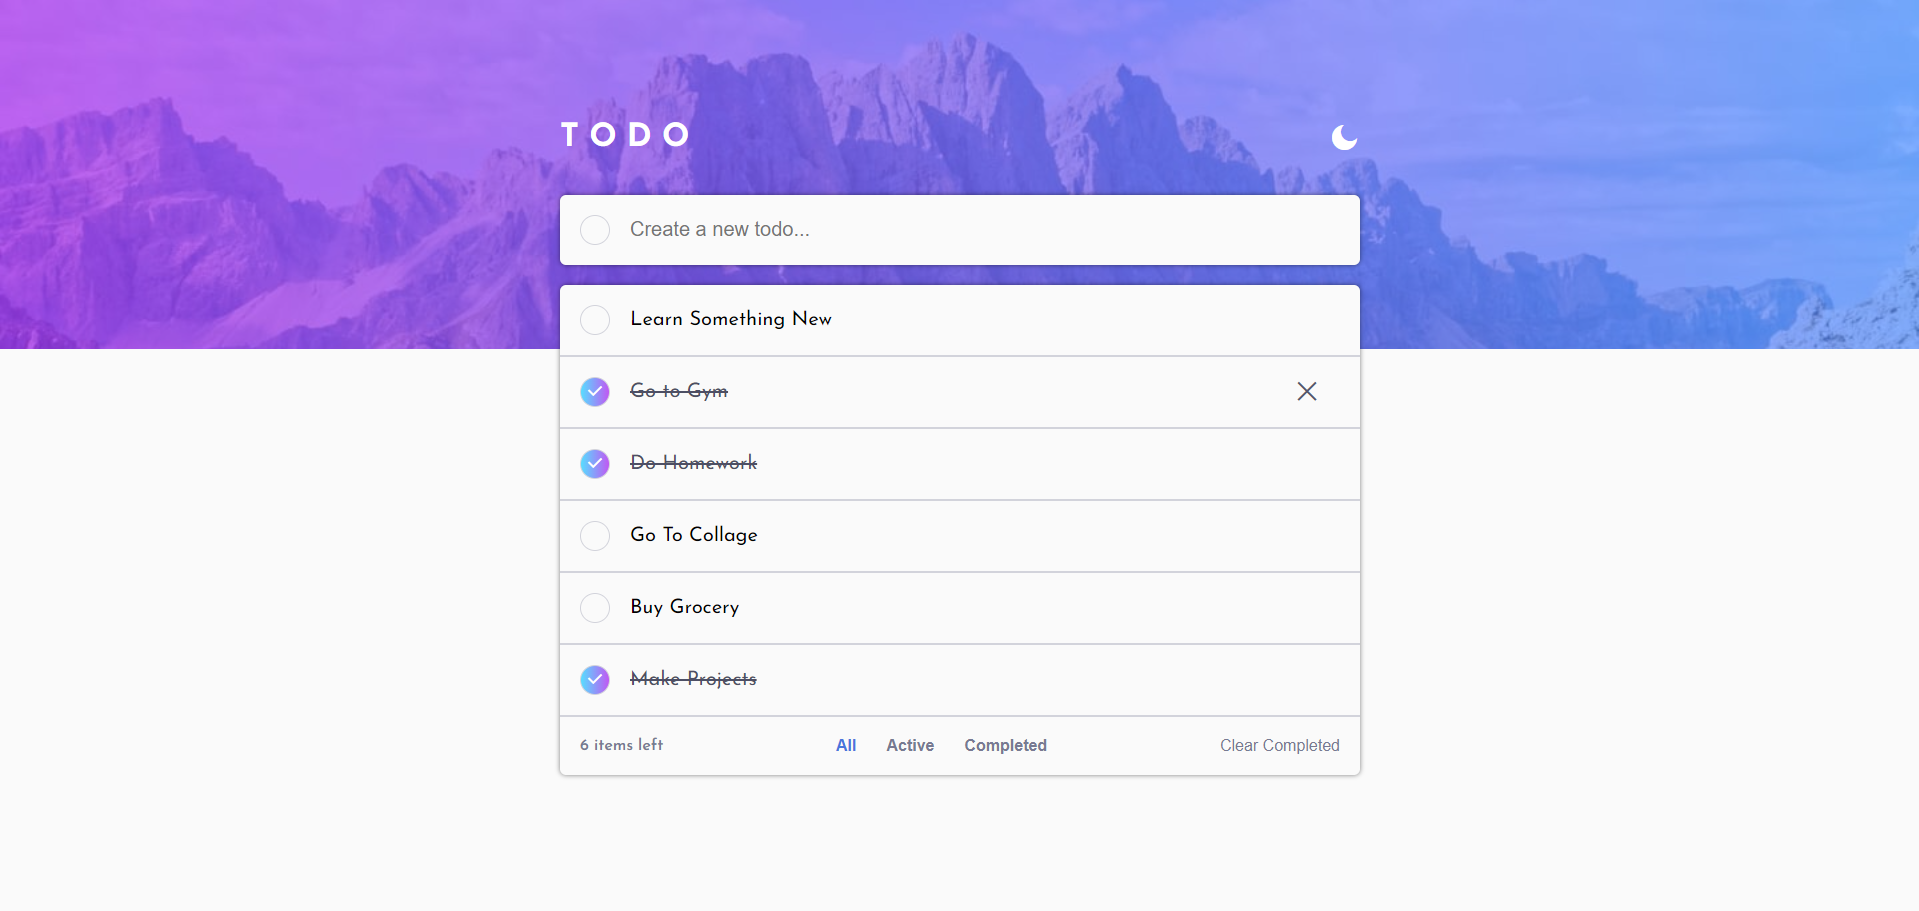 TODO
Create a new todo...
Learn Something New
Go to Gym
Do Homework
Go To Collage
Buy Grocery
Make Projects
6 items left All Active Completed Clear Completed